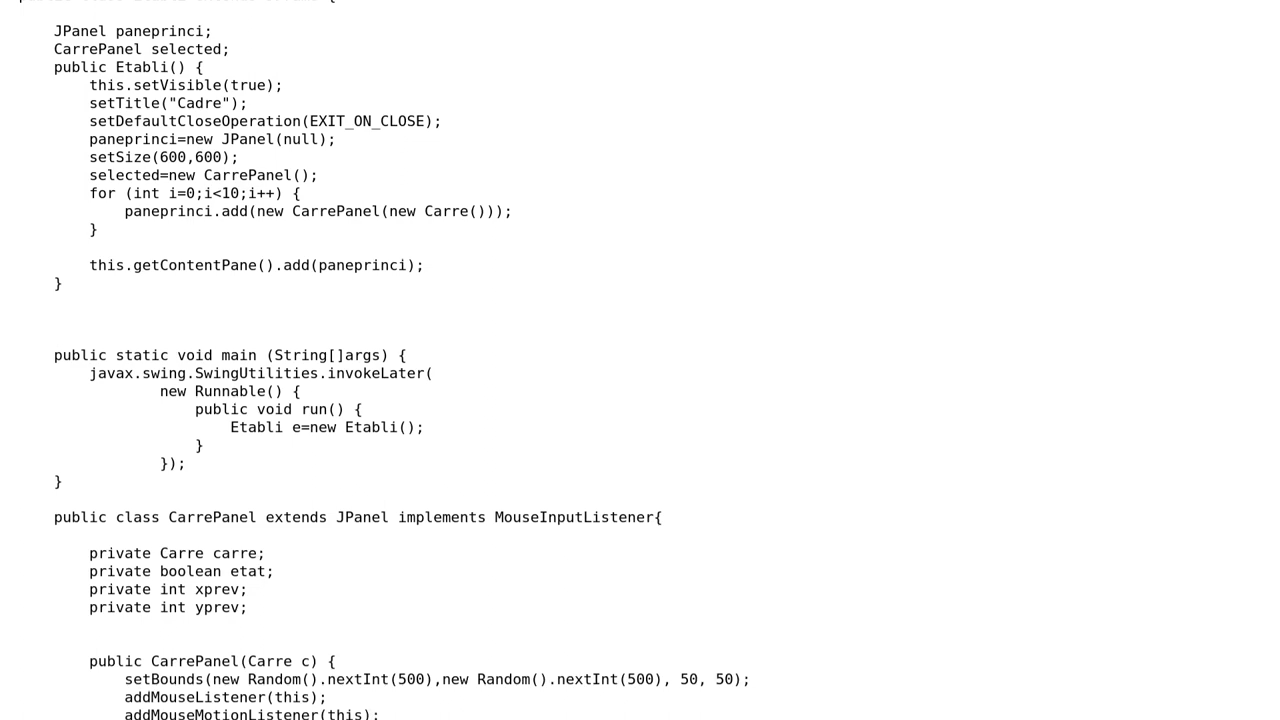 JPanel paneprinci;
CarrePanel selected;
public Etabli() {
this.setVisible(true);
setTitle("Cadre");
setDefaultCloseOperation(EXIT_ON_CLOSE);
paneprinci=new JPanel(null);
setSize(600,600);
selected=new CarrePanel();
for (int i=0;i<10;i++) {
paneprinci.add(new CarrePanel(new Carre()));
}
this.getContentPane().add(paneprinci);
}
public static void main (String[]args) {
javax.swing.SwingUtilities.invokeLater(
new Runnable() {
public void run() {
Etabli e=new Etabli();
}
});
}
public class CarrePanel extends JPanel implements MouseInputListener{
private Carre carre;
private boolean etat;
private int xprev;
private int yprev;
public CarrePanel(Carre c) {
setBounds(new Random().nextInt(500),new Random().nextInt(500), 50, 50);
addMouseListener(this);
addMouseMotionListener(this);